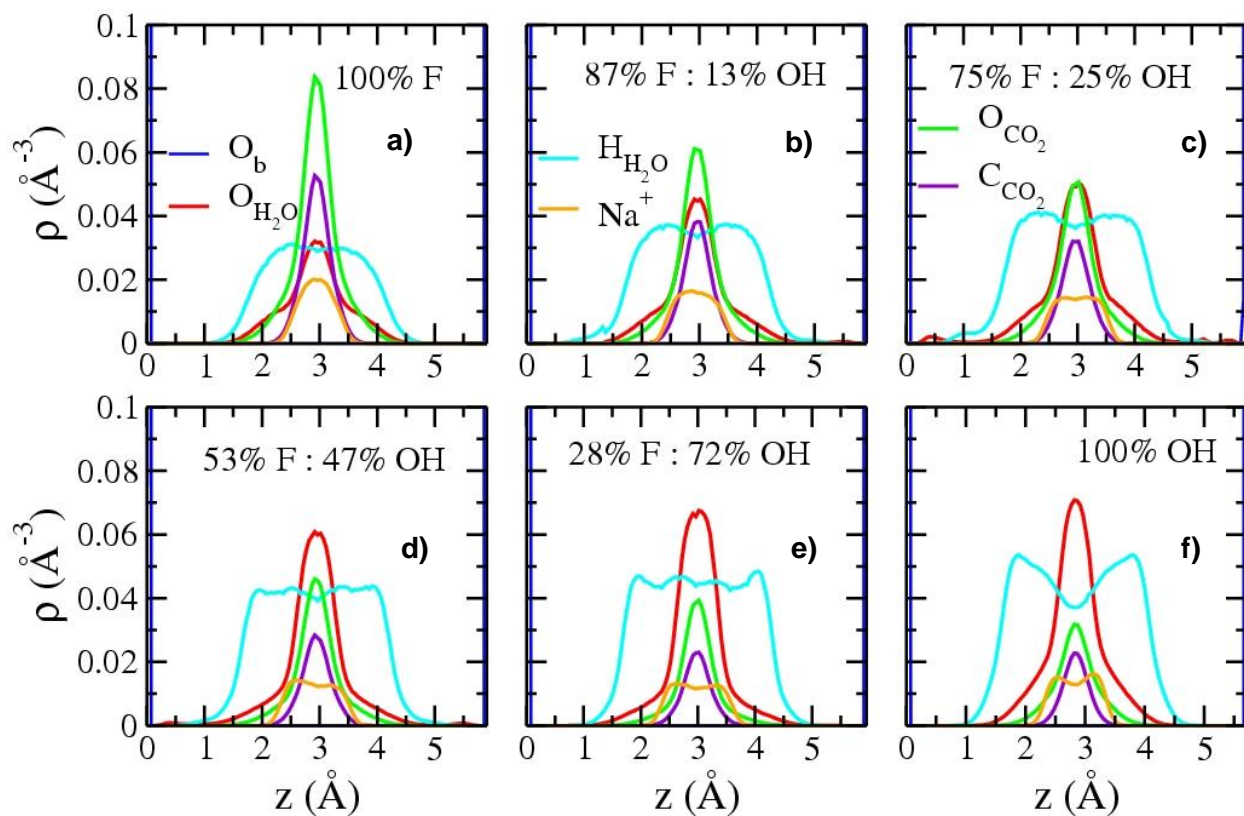 0.1
0.08
0.06
0.04
0.02
0
ρ (Å⁻³)
100% F
a)
O_b
O_H₂O
0 1 2 3 4 5
87% F : 13% OH
b)
H_H₂O
Na⁺
0 1 2 3 4 5
75% F : 25% OH
c)
O_CO₂
C_CO₂
0 1 2 3 4 5
0.1
0.08
0.06
0.04
0.02
0
ρ (Å⁻³)
53% F : 47% OH
d)
0 1 2 3 4 5
z (Å)
28% F : 72% OH
e)
0 1 2 3 4 5
z (Å)
100% OH
f)
0 1 2 3 4 5
z (Å)